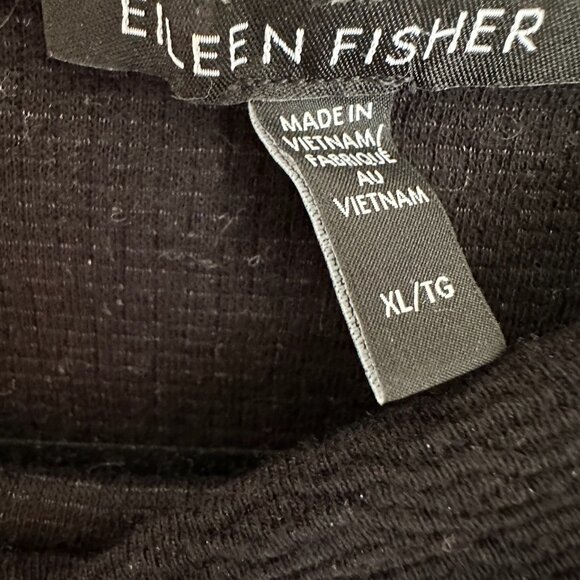 EILEEN FISHER
MADE IN
VIETNAM/
FABRIQUÉ
AU
VIETNAM
XL/TG